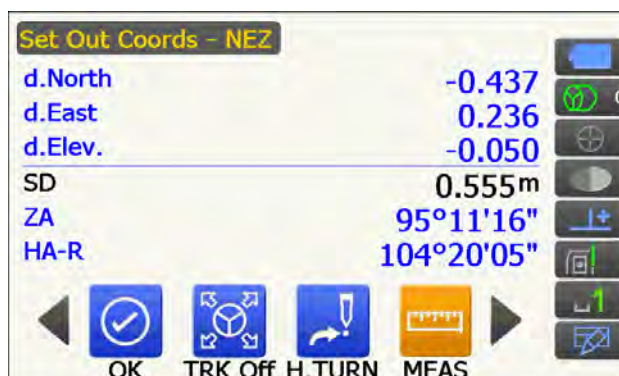 Set Out Coords - NEZ
d.North -0.437
d.East 0.236
d.Elev. -0.050
SD 0.555m
ZA 95°11'16"
HA-R 104°20'05"
OK TRK Off H.TURN MEAS